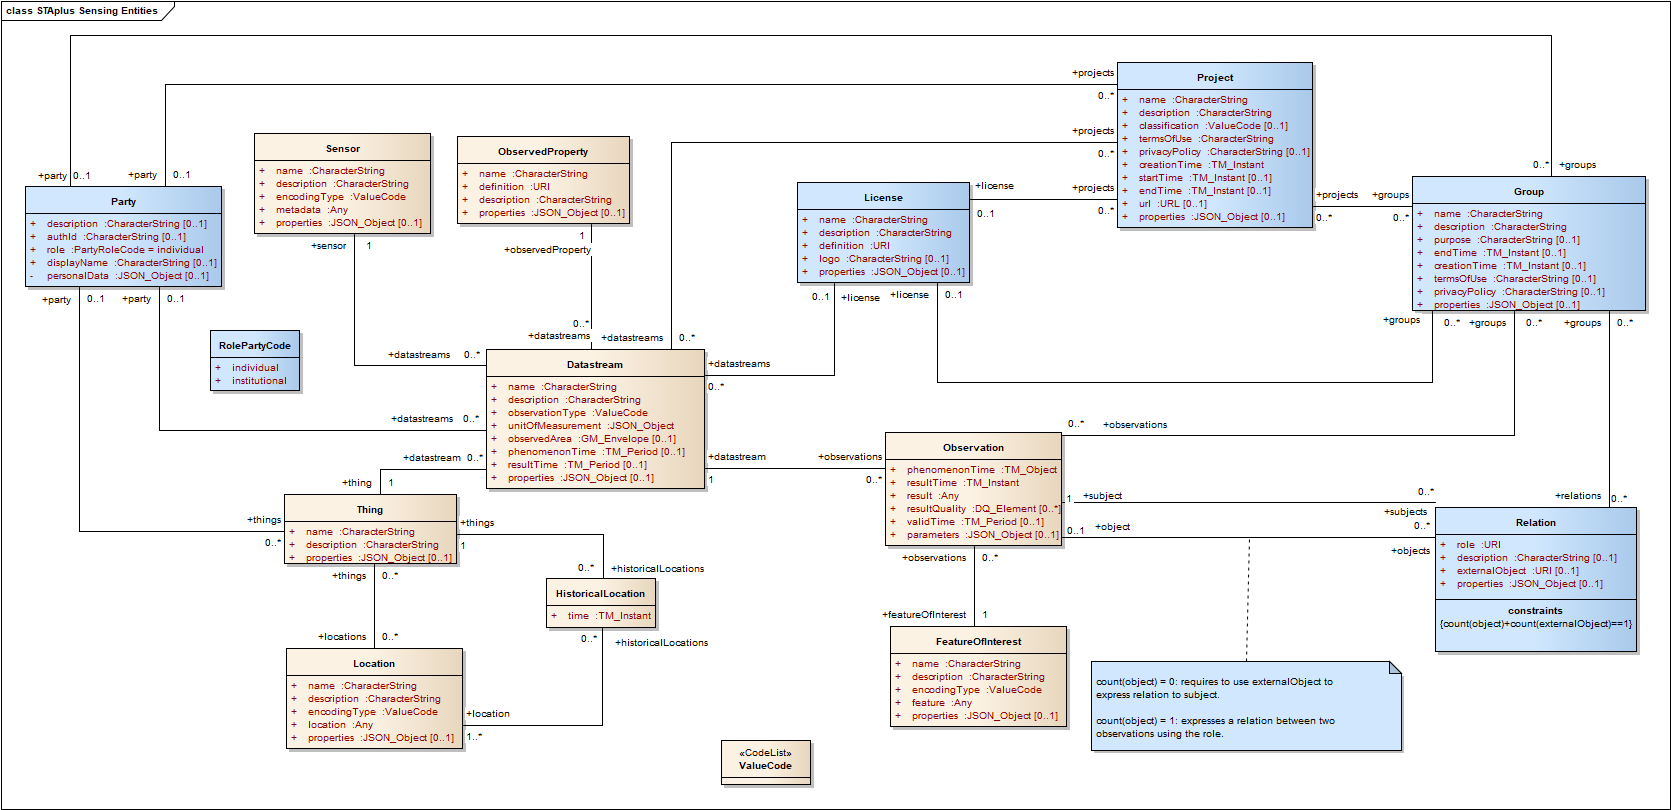 class STAplus Sensing Entities
+projects
0..*
Project
+ name :CharacterString
+ description :CharacterString
+ classification :ValueCode [0..1]
+ termsOfUse :CharacterString
+ privacyPolicy :CharacterString [0..1]
+ creationTime :TM_Instant
+ startTime :TM_Instant [0..1]
+ endTime :TM_Instant [0..1]
+ url :URL [0..1]
+ properties :JSON_Object [0..1]
+projects
0..*
+license
0..1
+projects
0..*
+projects
0..*
+groups
0..*
0..*
+groups
+party
0..1
+party
0..1
Party
+ description :CharacterString [0..1]
+ authId :CharacterString [0..1]
+ role :PartyRoleCode = individual
+ displayName :CharacterString [0..1]
- personalData :JSON_Object [0..1]
+party
0..1
+party
0..1
Sensor
+ name :CharacterString
+ description :CharacterString
+ encodingType :ValueCode
+ metadata :Any
+ properties :JSON_Object [0..1]
+sensor
1
ObservedProperty
+ name :CharacterString
+ definition :URI
+ description :CharacterString
+ properties :JSON_Object [0..1]
1
+observedProperty
License
+ name :CharacterString
+ description :CharacterString
+ definition :URI
+ logo :CharacterString [0..1]
+ properties :JSON_Object [0..1]
0..1
+license
+license
0..1
Group
+ name :CharacterString
+ description :CharacterString
+ purpose :CharacterString [0..1]
+ endTime :TM_Instant [0..1]
+ creationTime :TM_Instant [0..1]
+ termsOfUse :CharacterString [0..1]
+ privacyPolicy :CharacterString [0..1]
+ properties :JSON_Object [0..1]
+groups
0..*
+groups
0..*
+groups
0..*
RolePartyCode
+ individual
+ institutional
0..*
+datastreams
+datastreams
0..*
+datastreams
0..*
+datastreams
0..*
+datastreams
0..*
+datastream
0..*
Datastream
+ name :CharacterString
+ description :CharacterString
+ observationType :ValueCode
+ unitOfMeasurement :JSON_Object
+ observedArea :GM_Envelope [0..1]
+ phenomenonTime :TM_Period [0..1]
+ resultTime :TM_Period [0..1]
+ properties :JSON_Object [0..1]
+datastream
1
+observations
0..*
0..*
+observations
Observation
+ phenomenonTime :TM_Object
+ resultTime :TM_Instant
+ result :Any
+ resultQuality :DQ_Element [0..*]
+ validTime :TM_Period [0..1]
+ parameters :JSON_Object [0..1]
1
+subject
0..*
+subjects
0..1
+object
0..*
+objects
+relations
0..*
Relation
+ role :URI
+ description :CharacterString [0..1]
+ externalObject :URI [0..1]
+ properties :JSON_Object [0..1]
constraints
{count(object)+count(externalObject)==1}
+thing
1
+things
0..*
Thing
+ name :CharacterString
+ description :CharacterString
+ properties :JSON_Object [0..1]
+things
1
+things
0..*
0..*
+historicalLocations
HistoricalLocation
+ time :TM_Instant
0..*
+historicalLocations
+locations
0..*
Location
+ name :CharacterString
+ description :CharacterString
+ encodingType :ValueCode
+ location :Any
+ properties :JSON_Object [0..1]
+location
1..*
+observations
0..*
+featureOfInterest
1
FeatureOfInterest
+ name :CharacterString
+ description :CharacterString
+ encodingType :ValueCode
+ feature :Any
+ properties :JSON_Object [0..1]
count(object) = 0: requires to use externalObject to
express relation to subject.
count(object) = 1: expresses a relation between two
observations using the role.
«CodeList»
ValueCode